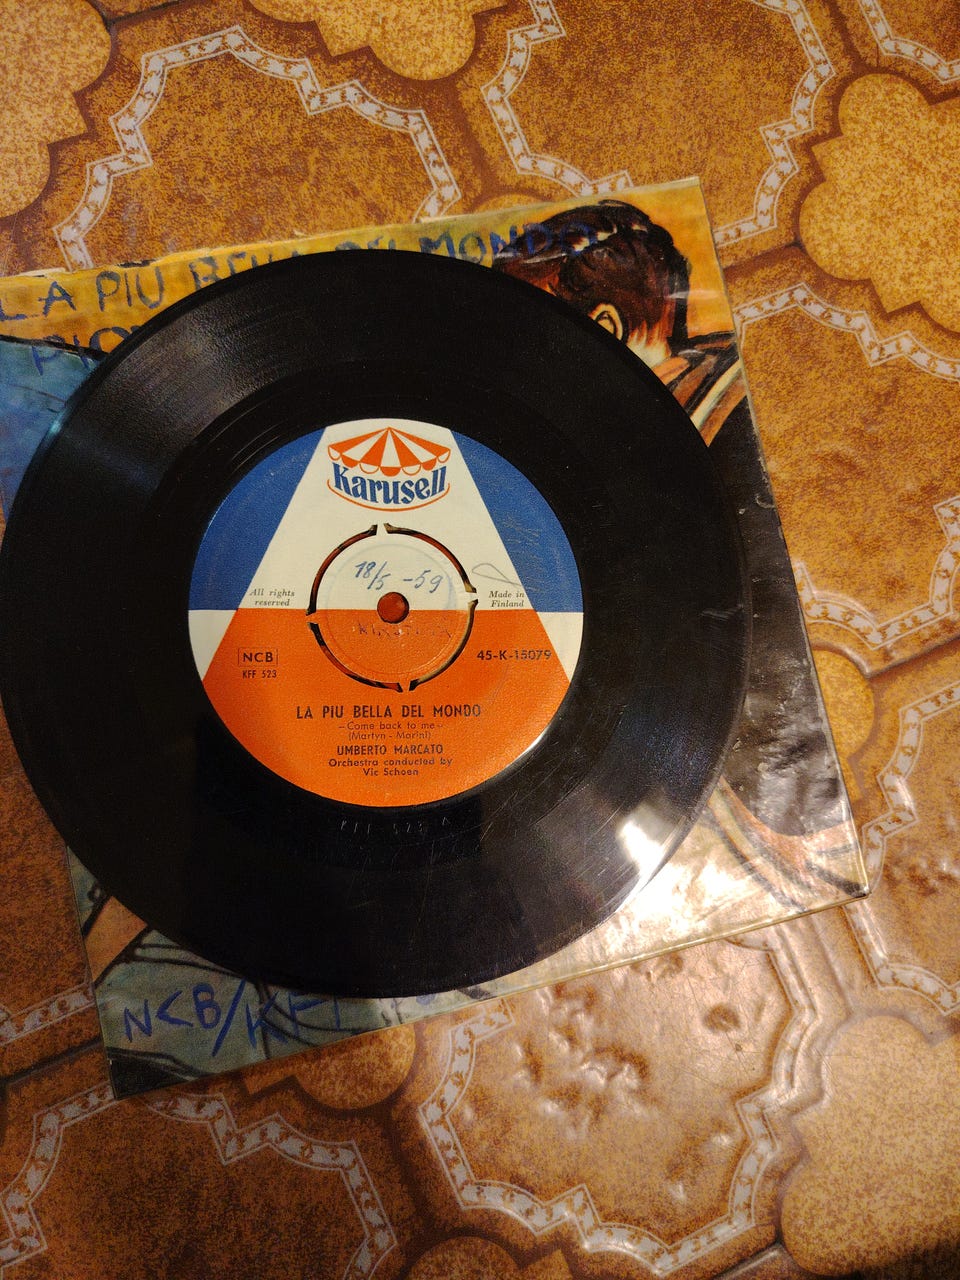 LA PIU BELLA DEL MONDO
Karusell
18/5 -59
All rights
reserved
Made in
Finland
NCB
KFF 523
45-K-15079
LA PIU BELLA DEL MONDO
—Come back to me—
(Martyn - Marini)
UMBERTO MARCATO
Orchestra conducted by
Vic Schoen
NCB/KFF